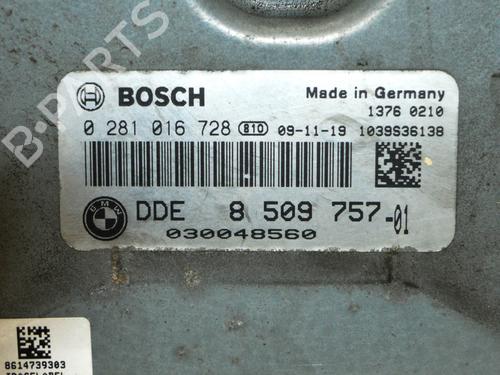 B-PARTS
BOSCH
Made in Germany
1376 0210
0 281 016 728 B10 09-11-19 1039S36138
BMW
DDE 8 509 757-01
030048560
8614739303